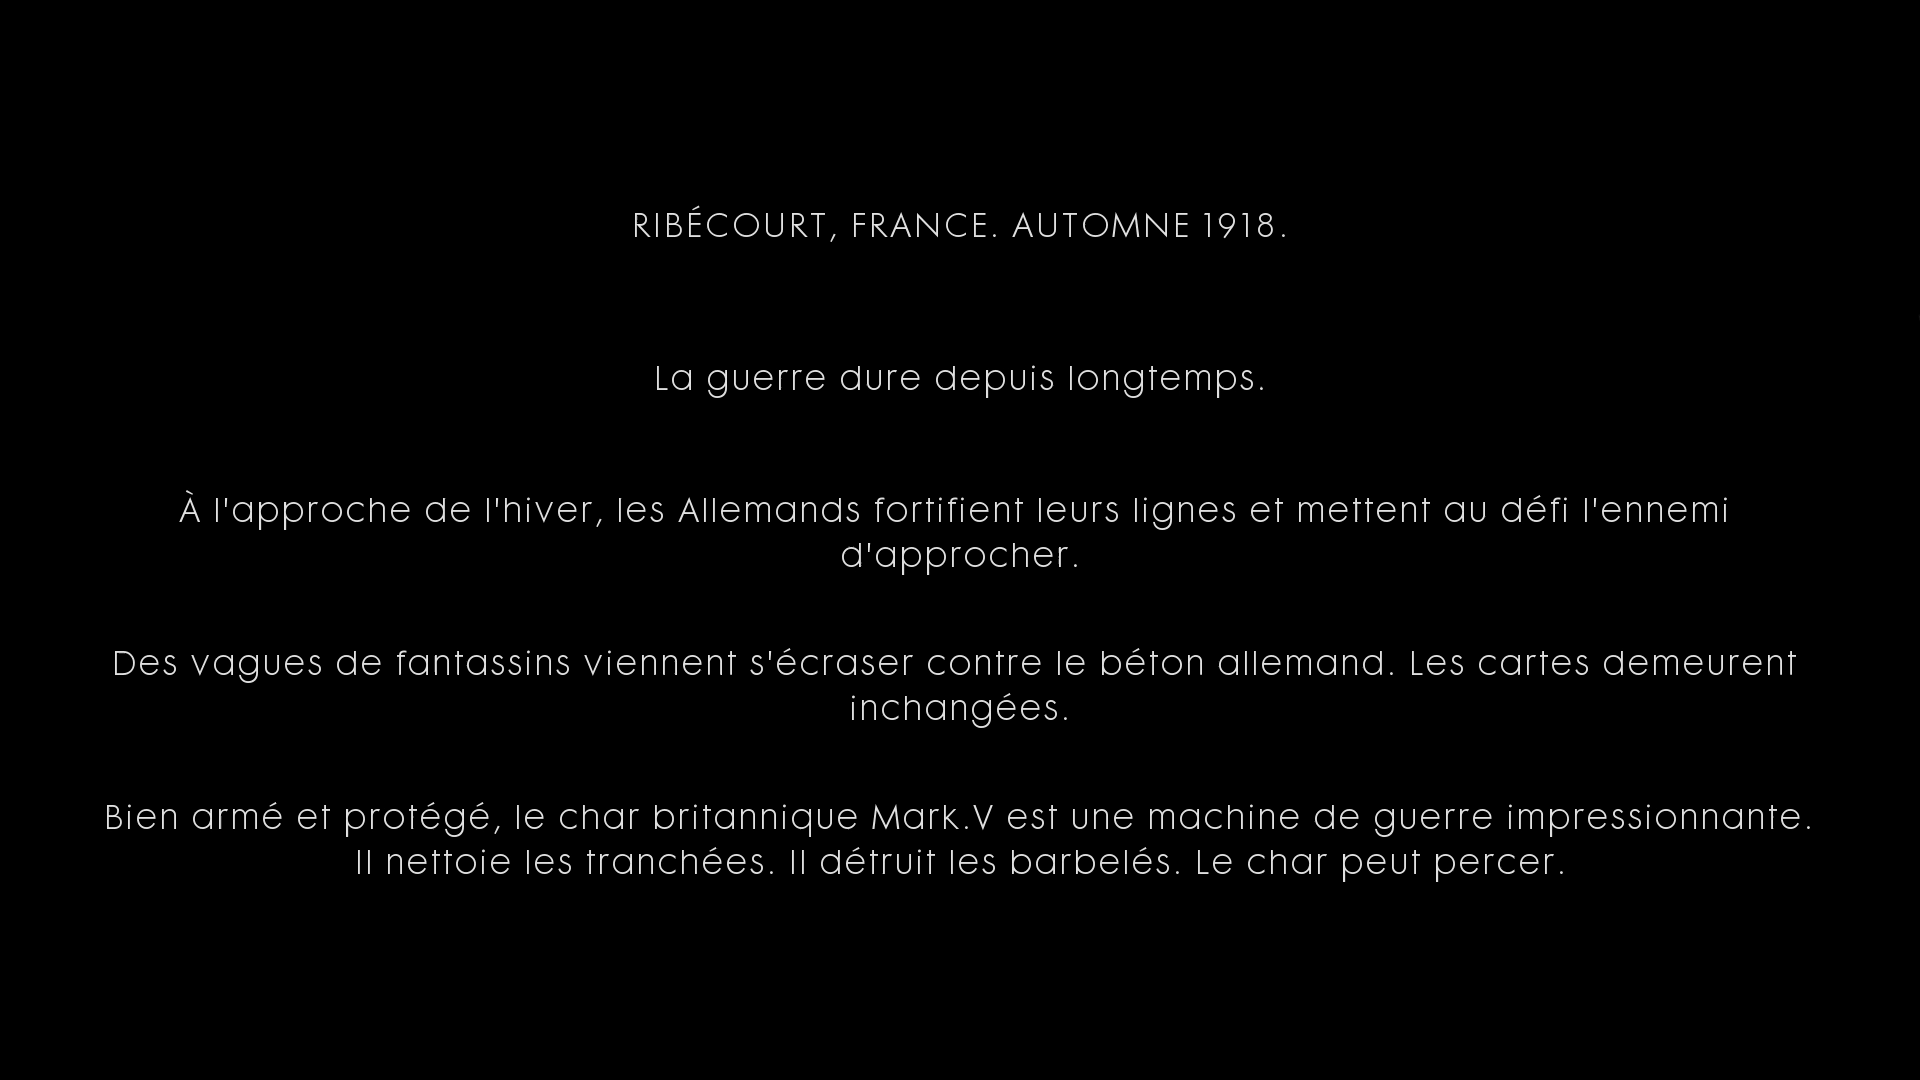 RIBÉCOURT, FRANCE. AUTOMNE 1918.
La guerre dure depuis longtemps.
À l'approche de l'hiver, les Allemands fortifient leurs lignes et mettent au défi l'ennemi
d'approcher.
Des vagues de fantassins viennent s'écraser contre le béton allemand. Les cartes demeurent
inchangées.
Bien armé et protégé, le char britannique Mark.V est une machine de guerre impressionnante.
Il nettoie les tranchées. Il détruit les barbelés. Le char peut percer.